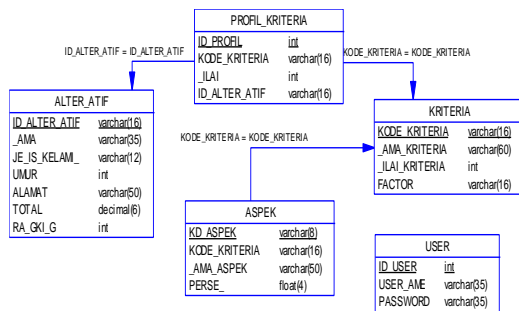 PROFIL_KRITERIA
ID_PROFIL int
KODE_KRITERIA varchar(16)
_ILAI int
ID_ALTER_ATIF varchar(16)
ID_ALTER_ATIF = ID_ALTER_ATIF
KODE_KRITERIA = KODE_KRITERIA
ALTER_ATIF
ID_ALTER_ATIF varchar(16)
_AMA varchar(35)
JE_IS_KELAMI_ varchar(12)
UMUR int
ALAMAT varchar(50)
TOTAL decimal(6)
RA_GKI_G int
KRITERIA
KODE_KRITERIA varchar(16)
_AMA_KRITERIA varchar(60)
_ILAI_KRITERIA int
FACTOR varchar(16)
KODE_KRITERIA = KODE_KRITERIA
ASPEK
KD_ASPEK varchar(8)
KODE_KRITERIA varchar(16)
_AMA_ASPEK varchar(50)
PERSE_ float(4)
USER
ID_USER int
USER_AME varchar(35)
PASSWORD varchar(35)